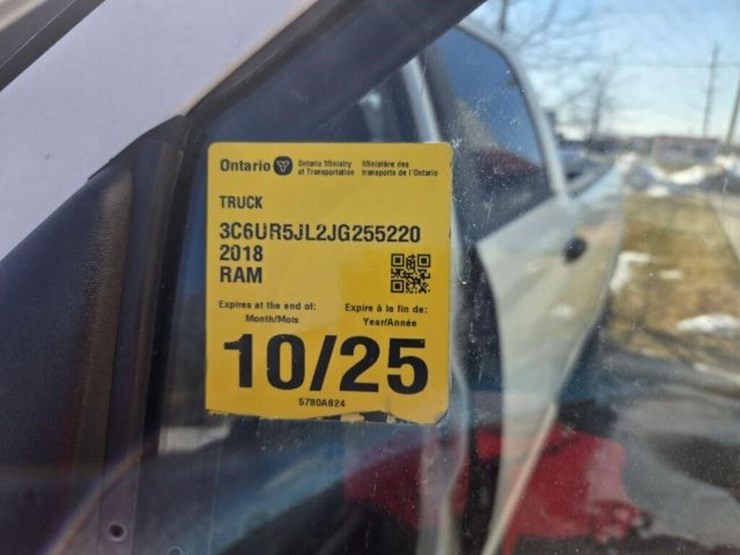 Ontario Ontario Ministry of Transportation Ministère des transports de l'Ontario
TRUCK
3C6UR5JL2JG255220
2018
RAM
Expires at the end of: Expire à la fin de:
Month/Mois Year/Année
10/25
5780A824